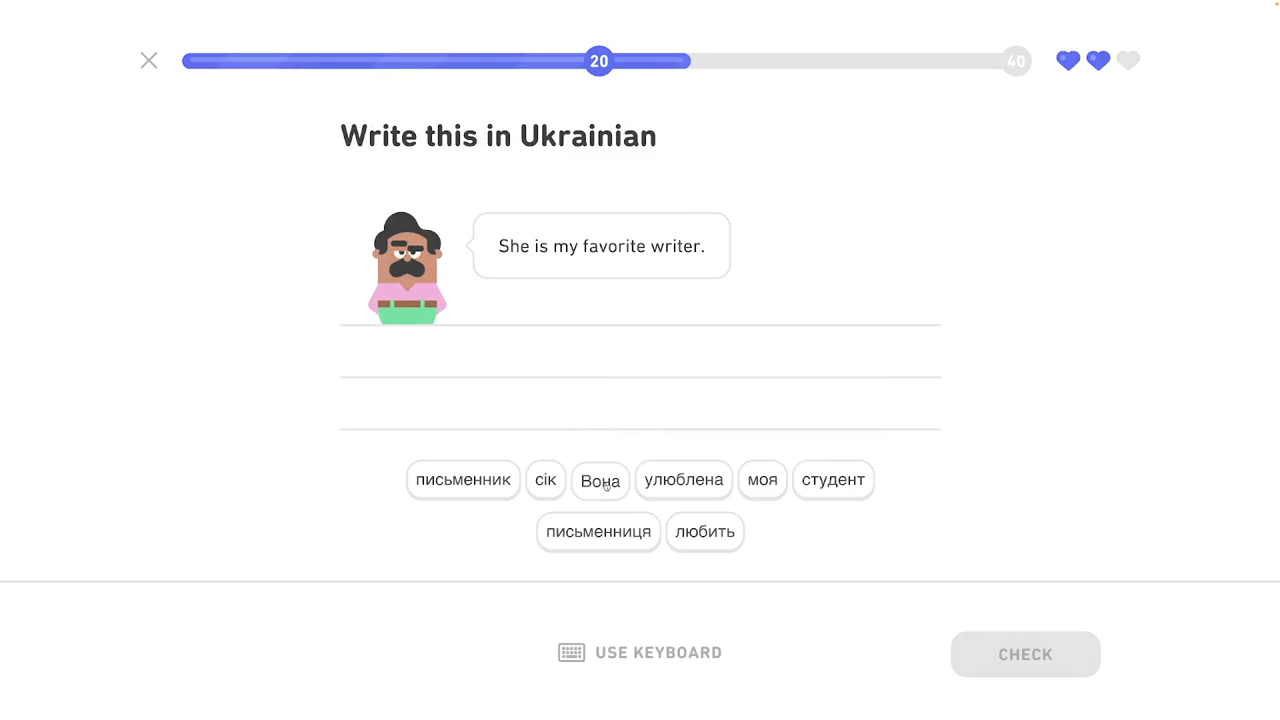 20 40
Write this in Ukrainian
She is my favorite writer.
письменник сік Вона улюблена моя студент
письменниця любить
USE KEYBOARD CHECK